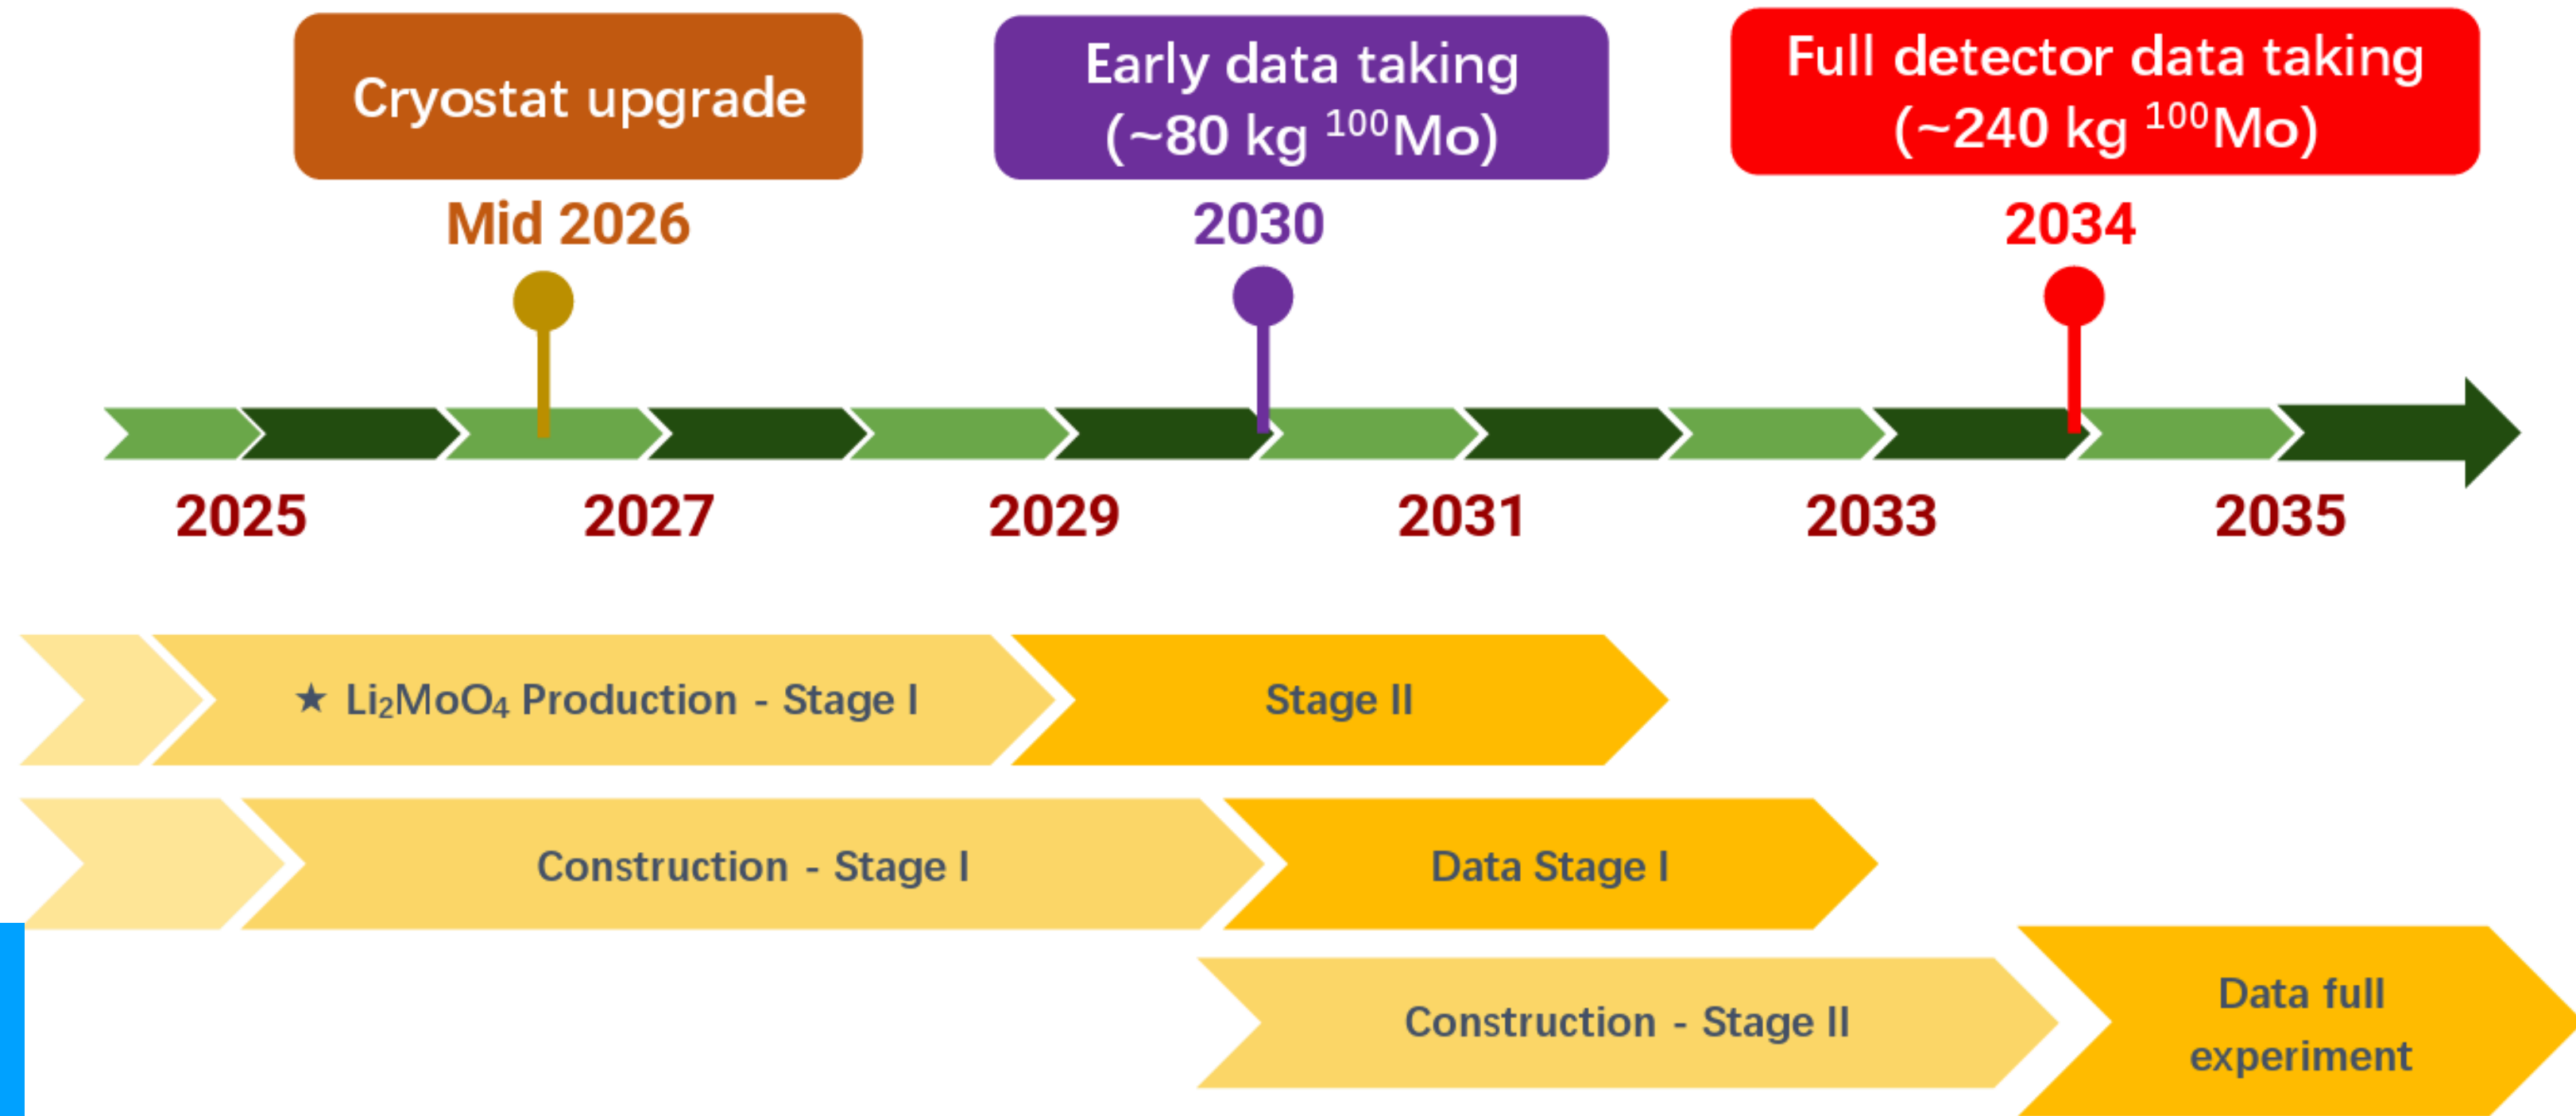 Cryostat upgrade
Early data taking
(~80 kg ¹⁰⁰Mo)
Full detector data taking
(~240 kg ¹⁰⁰Mo)
Mid 2026
2030
2034
2025
2027
2029
2031
2033
2035
★ Li₂MoO₄ Production - Stage I
Stage II
Construction - Stage I
Data Stage I
Construction - Stage II
Data full
experiment